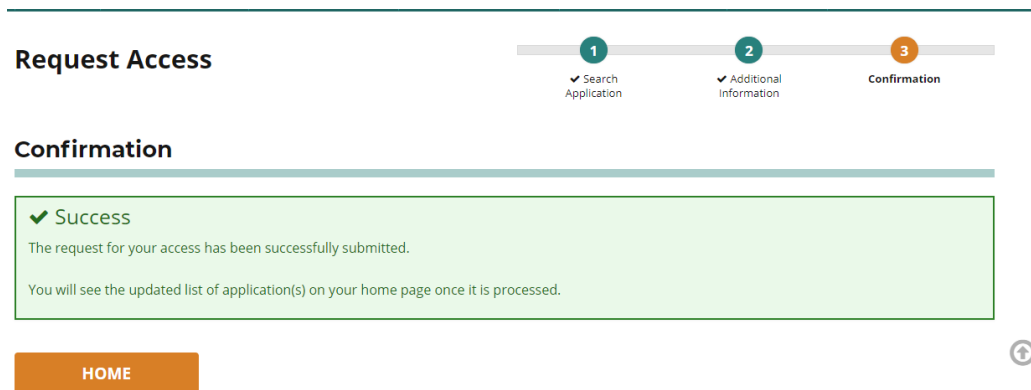 Request Access
1
2
3
✔ Search
Application
✔ Additional
Information
Confirmation
Confirmation
✔ Success
The request for your access has been successfully submitted.
You will see the updated list of application(s) on your home page once it is processed.
HOME